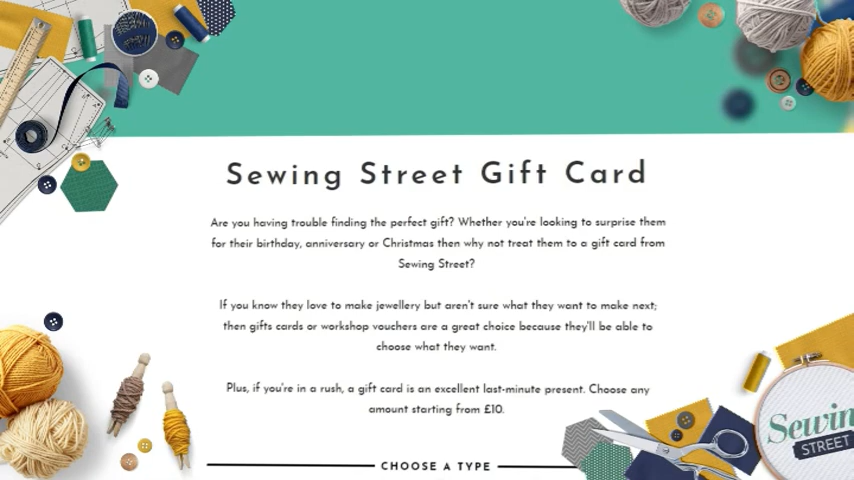 Sewing Street Gift Card
Are you having trouble finding the perfect gift? Whether you're looking to surprise them
for their birthday, anniversary or Christmas then why not treat them to a gift card from
Sewing Street?
If you know they love to make jewellery but aren't sure what they want to make next;
then gifts cards or workshop vouchers are a great choice because they'll be able to
choose what they want.
Plus, if you're in a rush, a gift card is an excellent last-minute present. Choose any
amount starting from £10.
CHOOSE A TYPE
Sewin
STREET